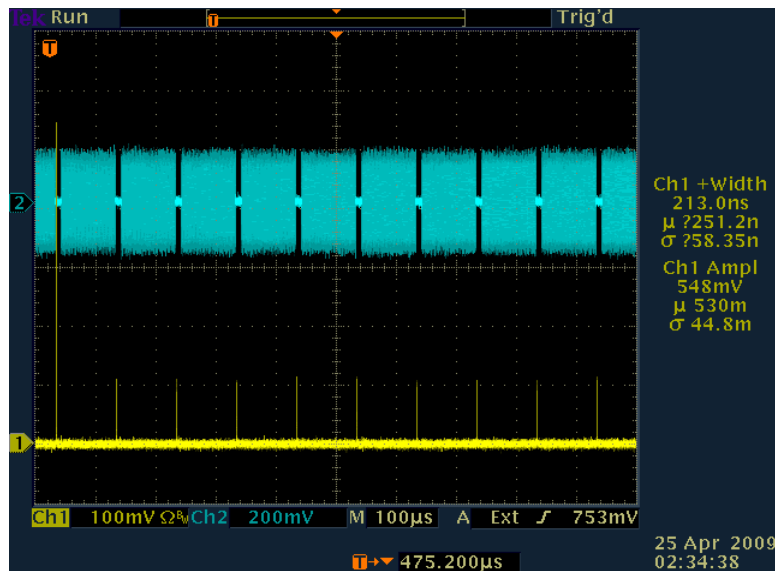 Tek Run Trig'd
T
T
2
Ch1 +Width
213.0ns
μ ?251.2n
σ ?58.35n
Ch1 Ampl
548mV
μ 530m
σ 44.8m
1
Ch1 100mV ΩBW Ch2 200mV M 100μs A Ext 753mV
25 Apr 2009
T 475.200μs 02:34:38